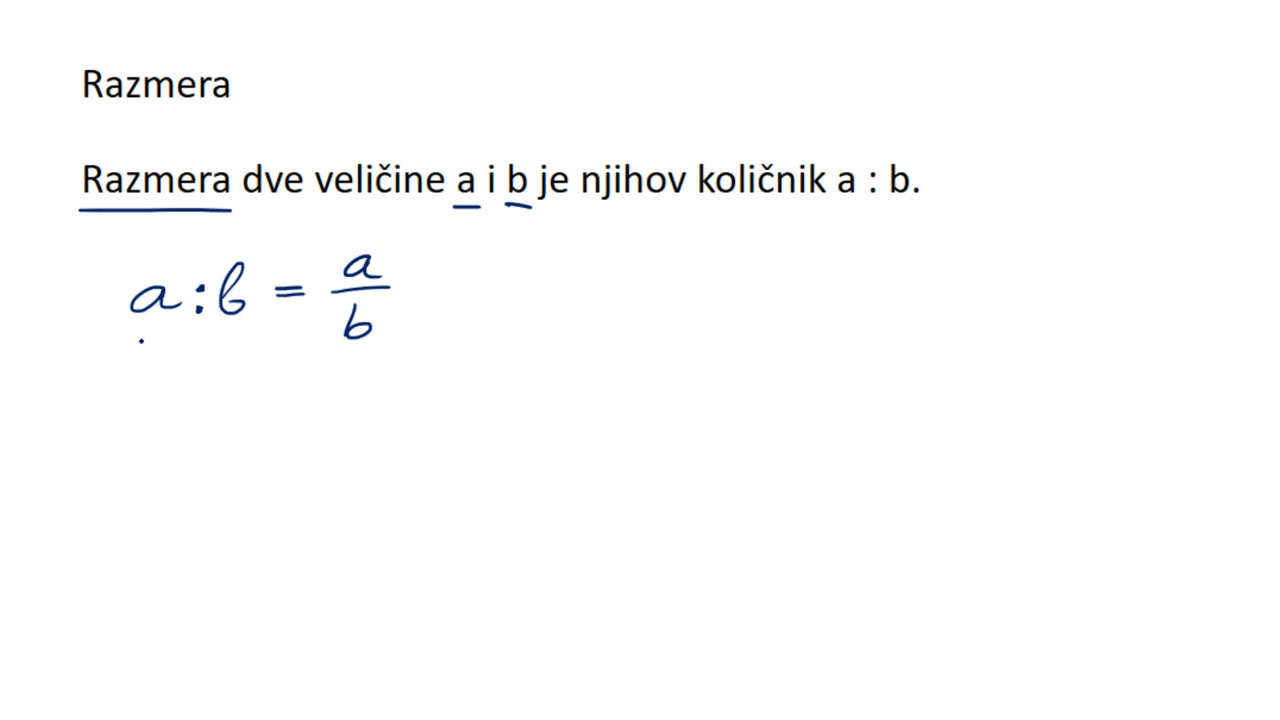 Razmera
Razmera dve veličine a i b je njihov količnik a : b.
a : b = a/b